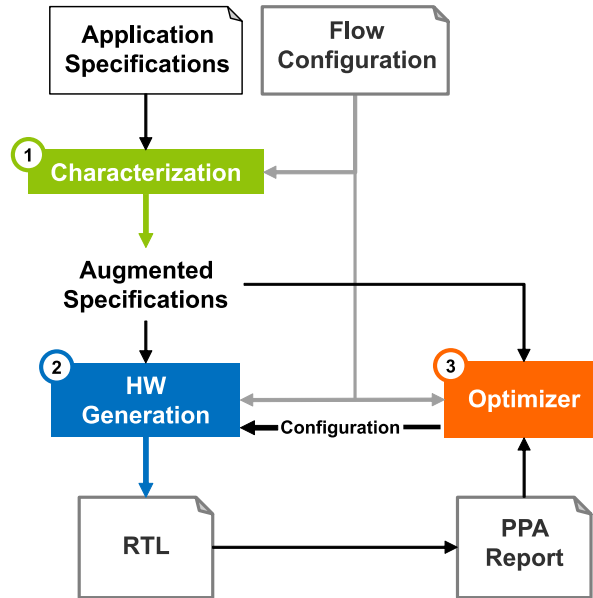 Application
Specifications
Flow
Configuration
1
Characterization
Augmented
Specifications
2
HW
Generation
3
Optimizer
Configuration
RTL
PPA
Report